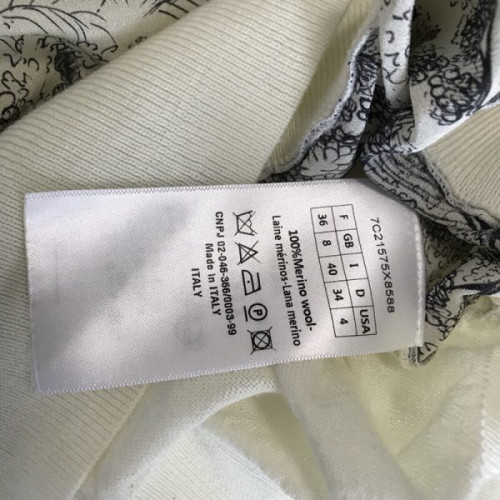 7C21575X8588
F GB I D USA
36 8 40 34 4
100%Merino wool-
Laine mérinos-Lana merino
CNPJ 02-046-366/0003-99
Made in ITALY
ITALY